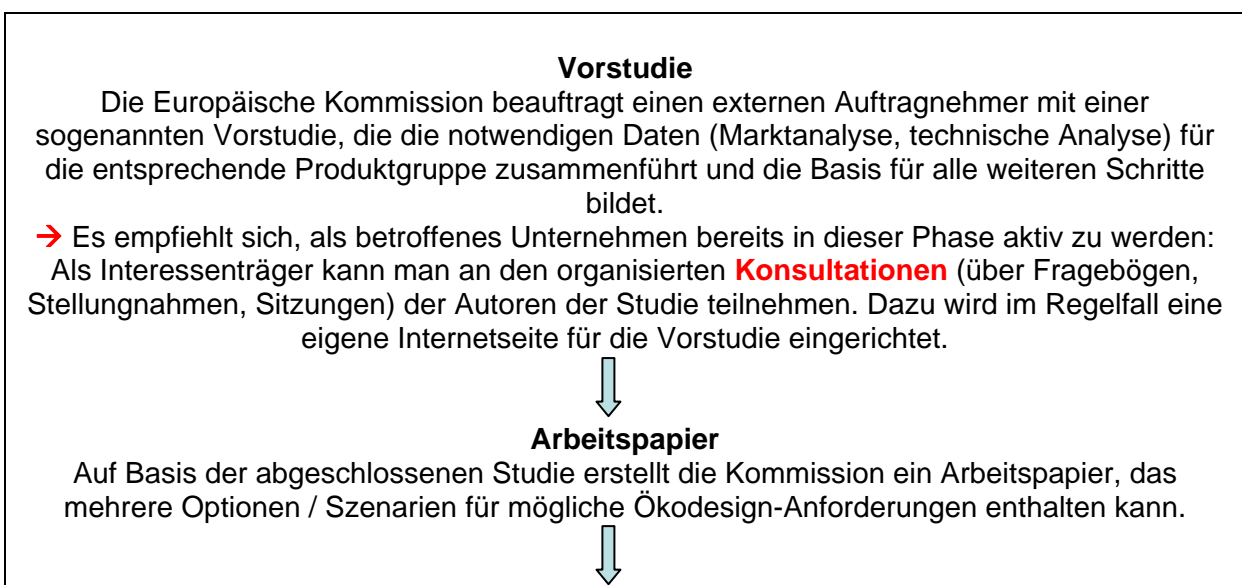 Vorstudie
Die Europäische Kommission beauftragt einen externen Auftragnehmer mit einer
sogenannten Vorstudie, die die notwendigen Daten (Marktanalyse, technische Analyse) für
die entsprechende Produktgruppe zusammenführt und die Basis für alle weiteren Schritte
bildet.
→ Es empfiehlt sich, als betroffenes Unternehmen bereits in dieser Phase aktiv zu werden:
Als Interessenträger kann man an den organisierten Konsultationen (über Fragebögen,
Stellungnahmen, Sitzungen) der Autoren der Studie teilnehmen. Dazu wird im Regelfall eine
eigene Internetseite für die Vorstudie eingerichtet.
Arbeitspapier
Auf Basis der abgeschlossenen Studie erstellt die Kommission ein Arbeitspapier, das
mehrere Optionen / Szenarien für mögliche Ökodesign-Anforderungen enthalten kann.